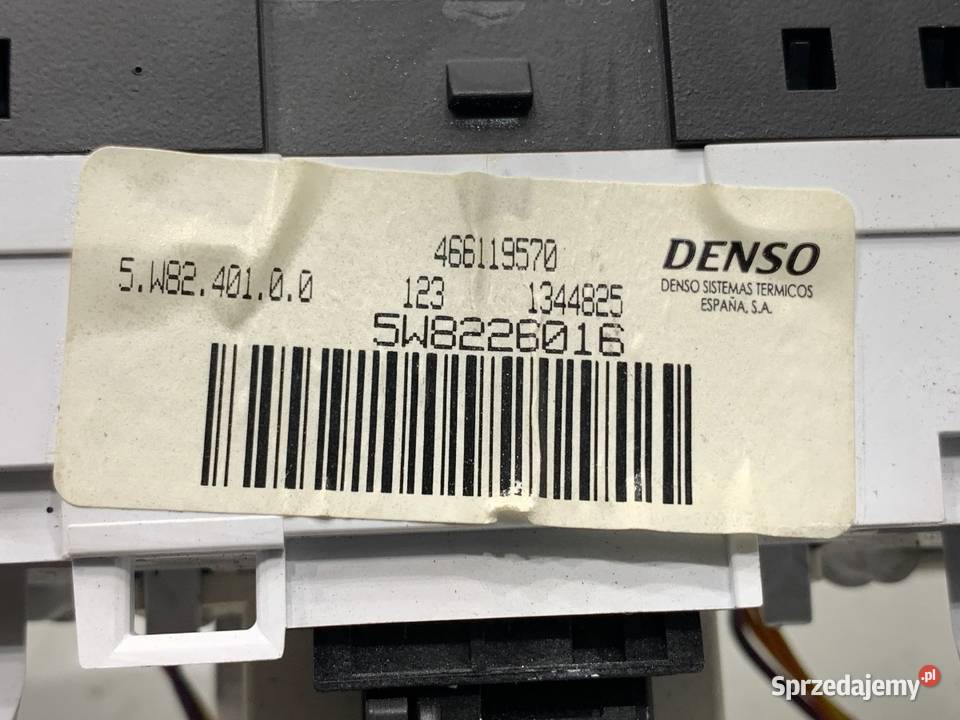 466119570
5.W82.401.0.0
123 1344825
5W8226016
DENSO
DENSO SISTEMAS TERMICOS
ESPAÑA, S.A.
Sprzedajemy.pl